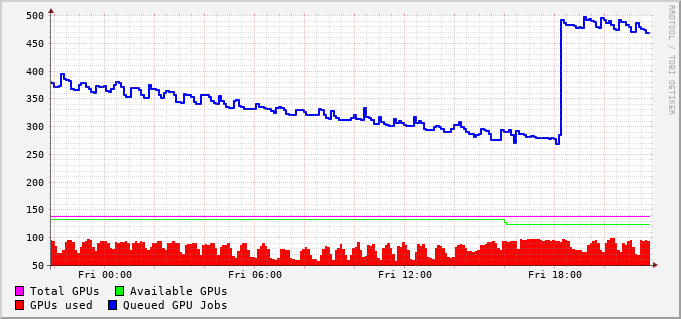 500
450
400
350
300
250
200
150
100
50
Fri 00:00 Fri 06:00 Fri 12:00 Fri 18:00
Total GPUs Available GPUs
GPUs used Queued GPU Jobs
RRDTOOL / TOBI OETIKER